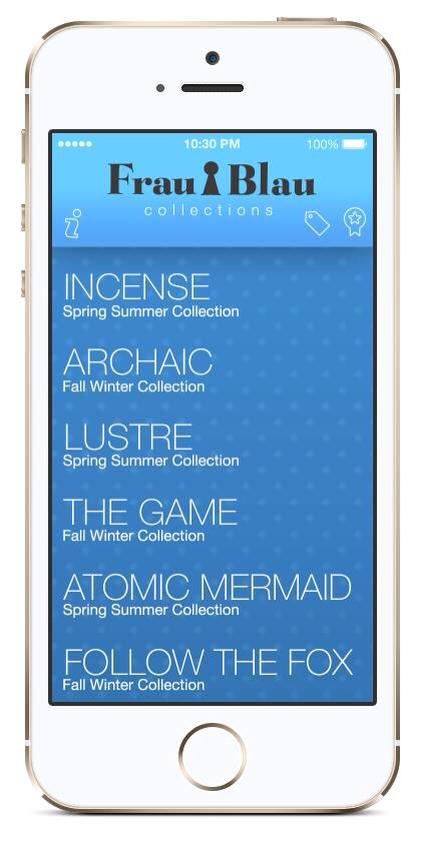 10:30 PM 100%
Frau Blau
collections
INCENSE
Spring Summer Collection
ARCHAIC
Fall Winter Collection
LUSTRE
Spring Summer Collection
THE GAME
Fall Winter Collection
ATOMIC MERMAID
Spring Summer Collection
FOLLOW THE FOX
Fall Winter Collection